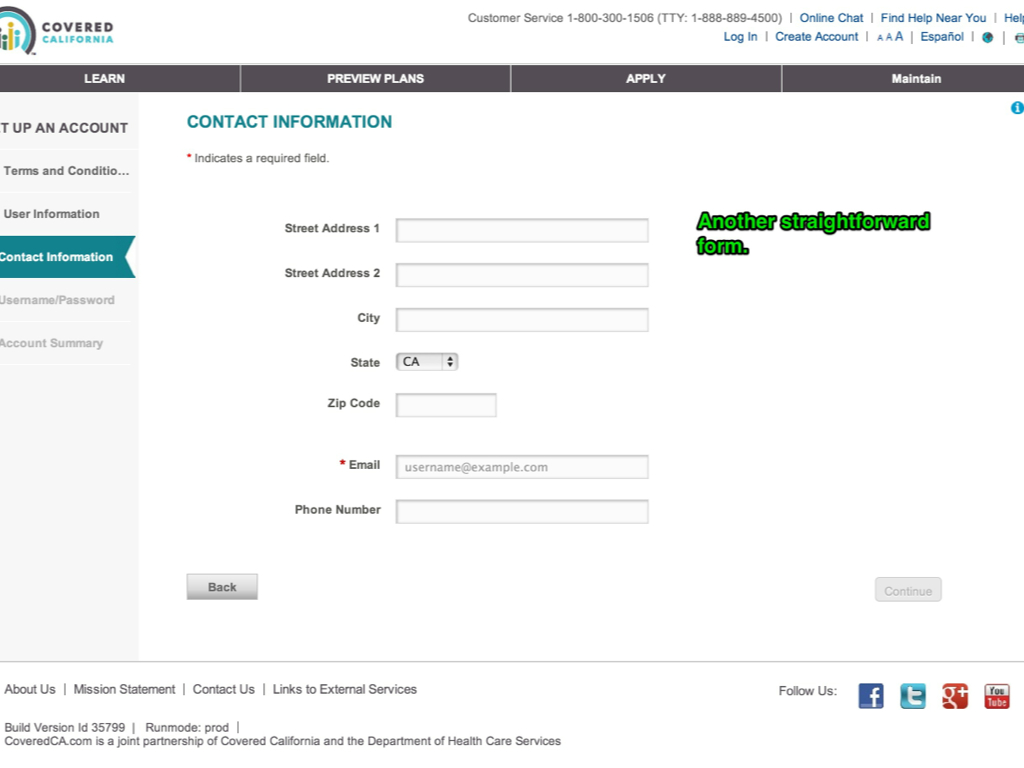 COVERED
CALIFORNIA
Customer Service 1-800-300-1506 (TTY: 1-888-889-4500) | Online Chat | Find Help Near You | Help
Log In | Create Account | A A A | Español | |
LEARN PREVIEW PLANS APPLY Maintain
T UP AN ACCOUNT
Terms and Conditio...
User Information
Contact Information
Username/Password
Account Summary
CONTACT INFORMATION
* Indicates a required field.
Street Address 1
Another straightforward
form.
Street Address 2
City
State CA
Zip Code
* Email username@example.com
Phone Number
Back Continue
About Us | Mission Statement | Contact Us | Links to External Services
Follow Us: f t g+ You
Tube
Build Version Id 35799 | Runmode: prod |
CoveredCA.com is a joint partnership of Covered California and the Department of Health Care Services